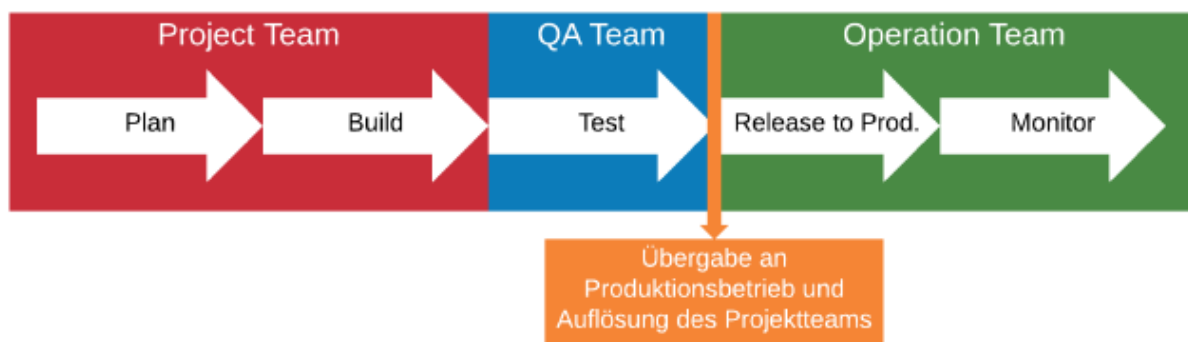 Project Team
QA Team
Operation Team
Plan
Build
Test
Release to Prod.
Monitor
Übergabe an
Produktionsbetrieb und
Auflösung des Projektteams